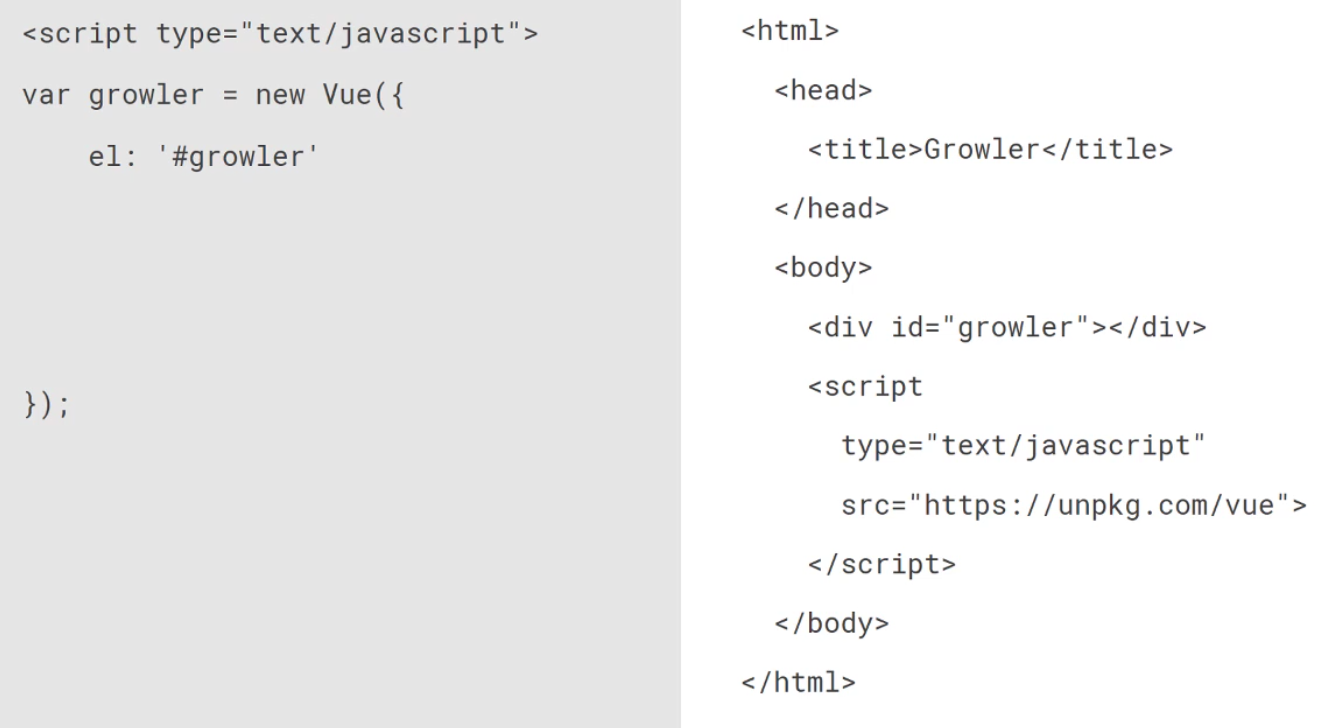 <script type="text/javascript">
var growler = new Vue({
    el: '#growler'
});
<html>
  <head>
    <title>Growler</title>
  </head>
  <body>
    <div id="growler"></div>
    <script
      type="text/javascript"
      src="https://unpkg.com/vue">
    </script>
  </body>
</html>